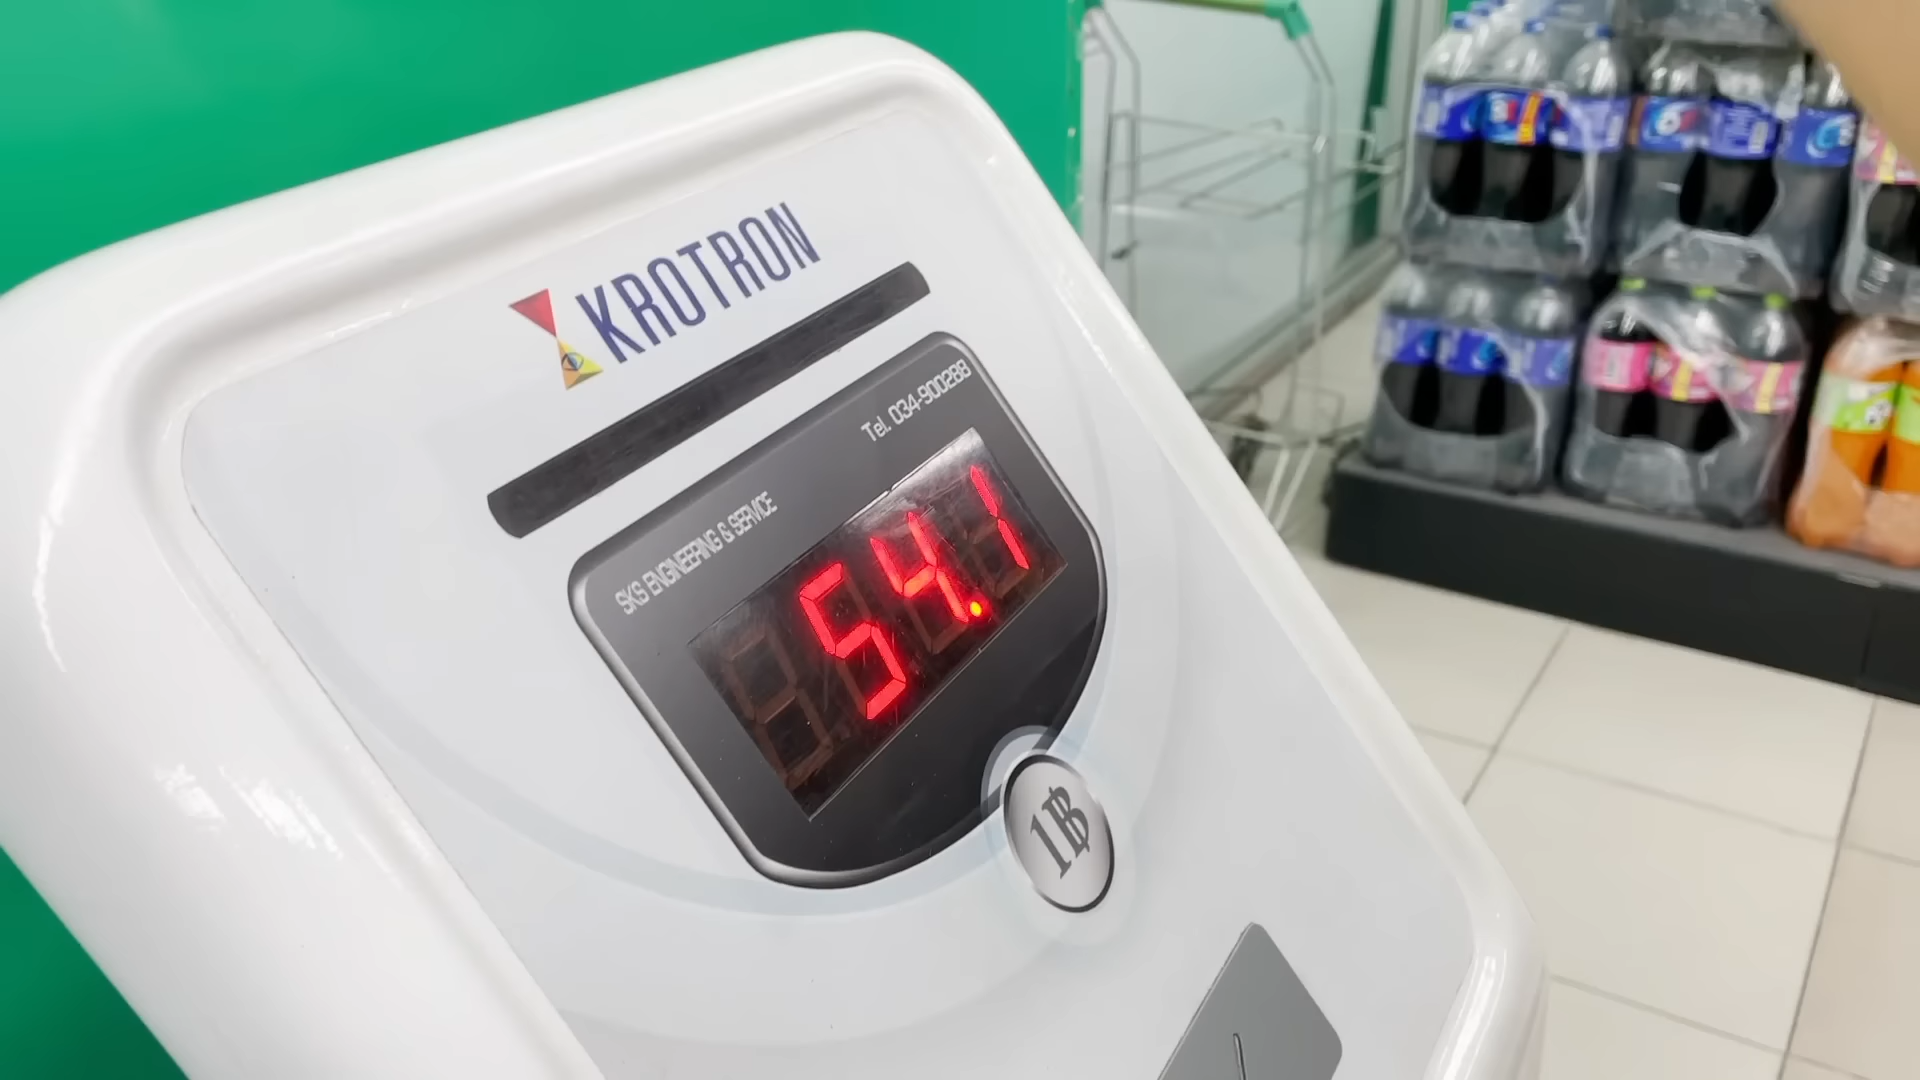 KROTRON
Tel. 034-900288
SKS ENGINEERING & SERVICE
54.1
1฿